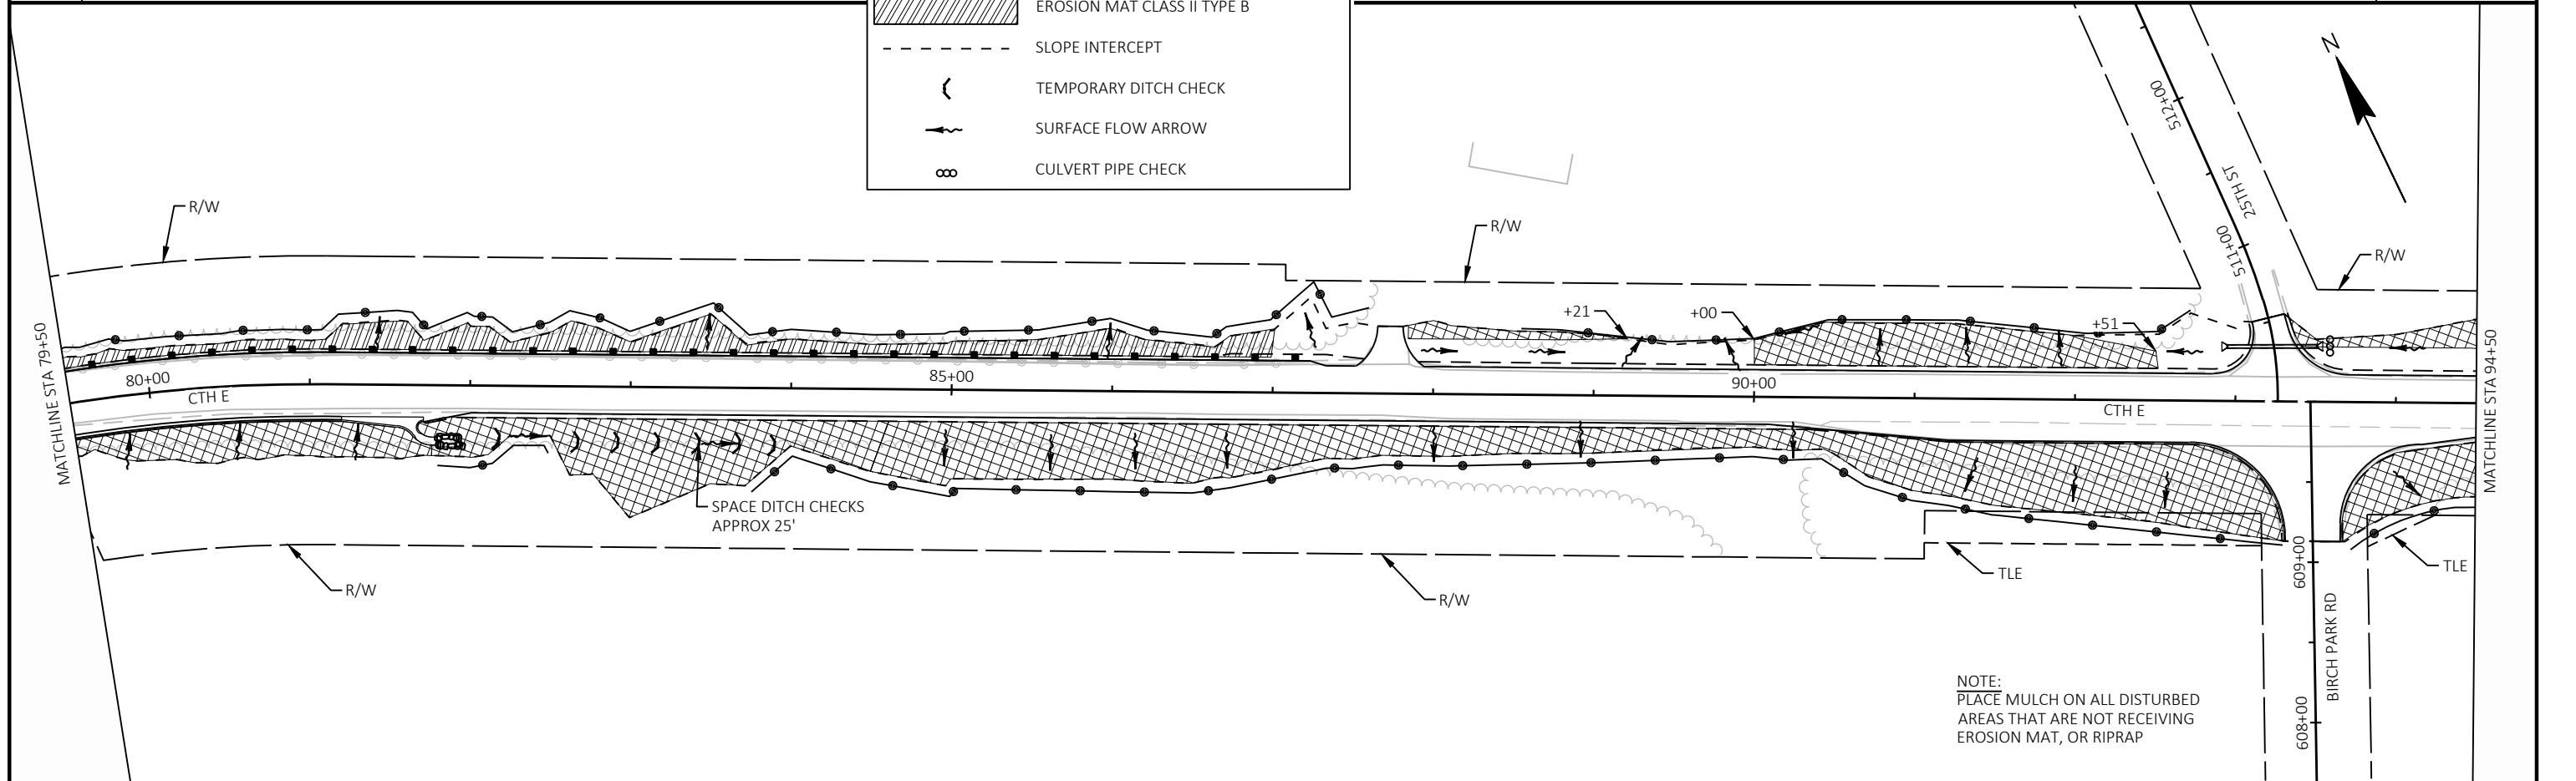 EROSION MAT CLASS II TYPE B
SLOPE INTERCEPT
TEMPORARY DITCH CHECK
SURFACE FLOW ARROW
CULVERT PIPE CHECK
N
512+00
25TH ST
511+00
R/W
R/W
R/W
+21
+00
+51
MATCHLINE STA 79+50
80+00
85+00
90+00
CTH E
CTH E
MATCHLINE STA 94+50
SPACE DITCH CHECKS
APPROX 25'
R/W
R/W
TLE
TLE
609+00
BIRCH PARK RD
608+00
NOTE:
PLACE MULCH ON ALL DISTURBED
AREAS THAT ARE NOT RECEIVING
EROSION MAT, OR RIPRAP